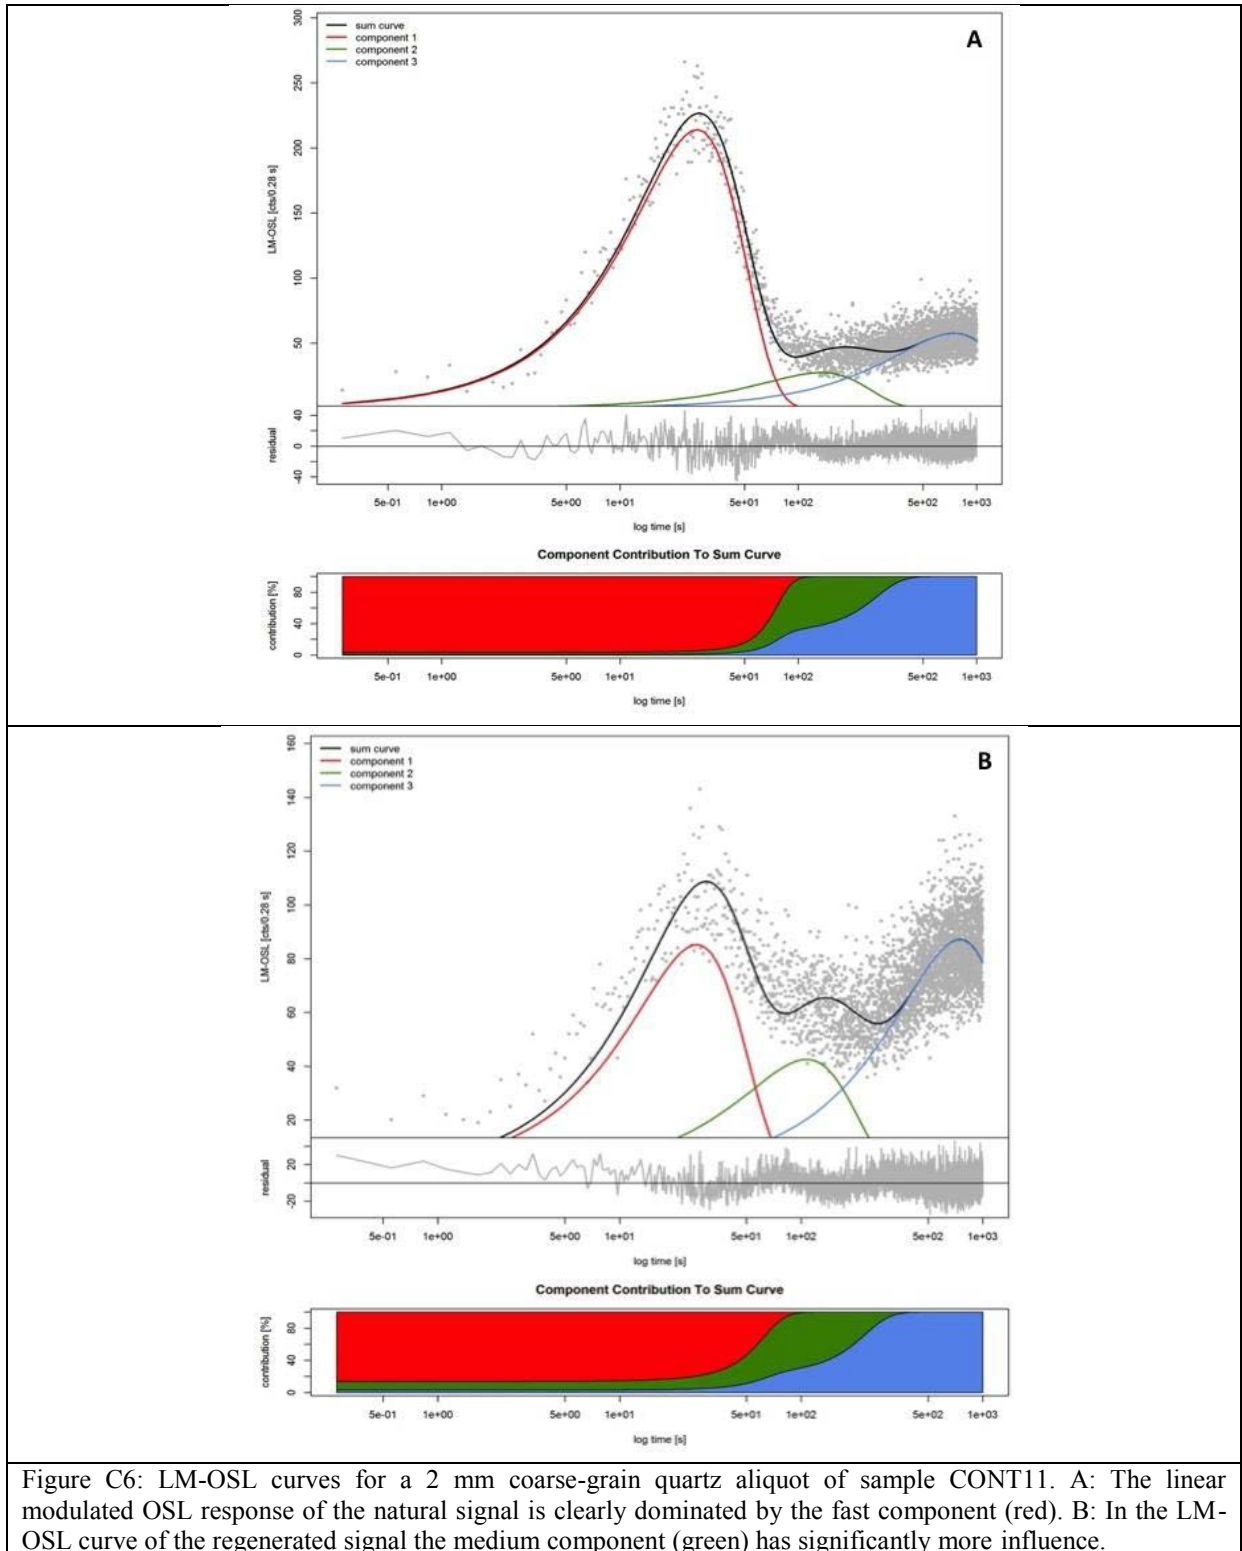 sum curve
component 1
component 2
component 3
A
300
250
200
150
100
50
LM-OSL [cts/0.28 s]
40
0
40
residual
5e-01 1e+00 5e+00 1e+01 5e+01 1e+02 5e+02 1e+03
log time [s]
Component Contribution To Sum Curve
80
40
0
contribution [%]
5e-01 1e+00 5e+00 1e+01 5e+01 1e+02 5e+02 1e+03
log time [s]
sum curve
component 1
component 2
component 3
B
160
140
120
100
80
60
40
20
LM-OSL [cts/0.28 s]
20
-20
residual
5e-01 1e+00 5e+00 1e+01 5e+01 1e+02 5e+02 1e+03
log time [s]
Component Contribution To Sum Curve
80
40
0
contribution [%]
5e-01 1e+00 5e+00 1e+01 5e+01 1e+02 5e+02 1e+03
log time [s]
Figure C6: LM-OSL curves for a 2 mm coarse-grain quartz aliquot of sample CONT11. A: The linear
modulated OSL response of the natural signal is clearly dominated by the fast component (red). B: In the LM-
OSL curve of the regenerated signal the medium component (green) has significantly more influence.